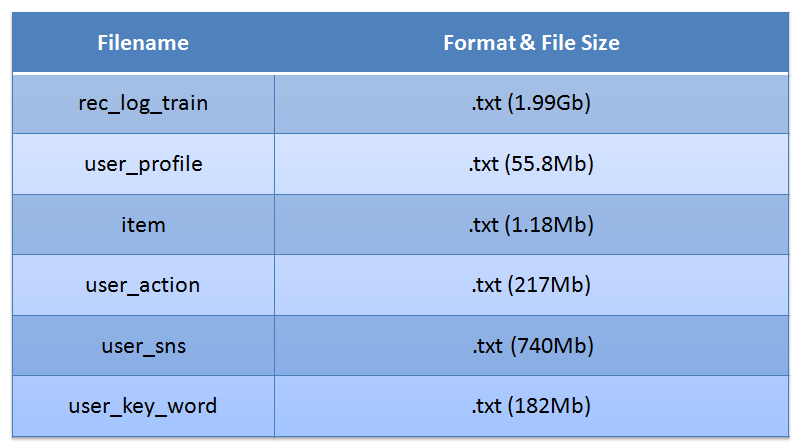 Filename Format & File Size
rec_log_train .txt (1.99Gb)
user_profile .txt (55.8Mb)
item .txt (1.18Mb)
user_action .txt (217Mb)
user_sns .txt (740Mb)
user_key_word .txt (182Mb)